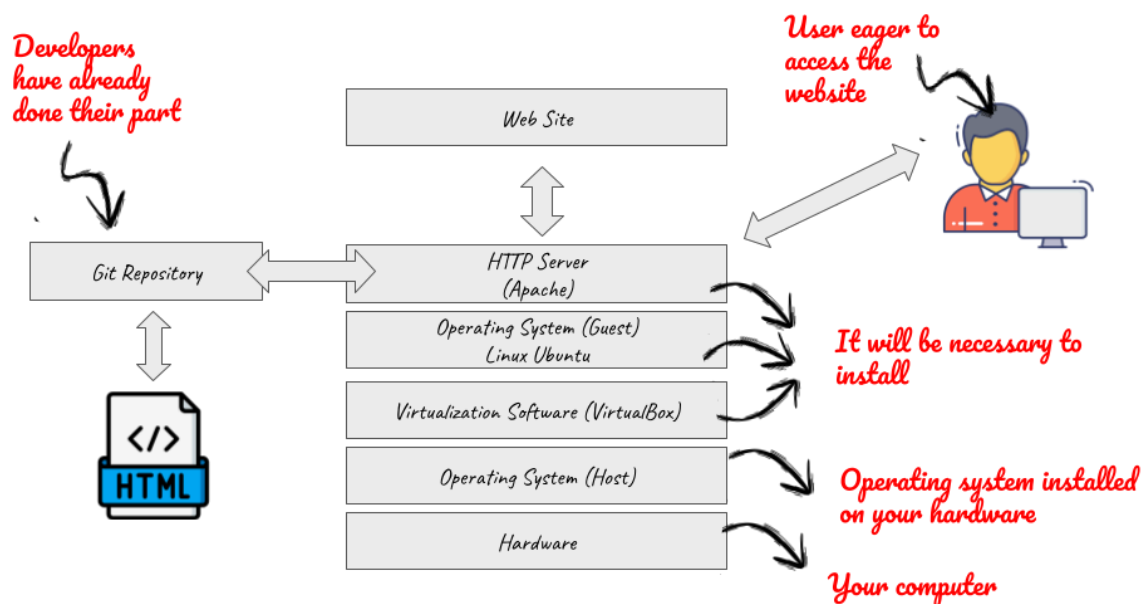 Developers
have already
done their part
User eager to
access the
website
Web Site
Git Repository
HTTP Server
(Apache)
Operating System (Guest)
Linux Ubuntu
It will be necessary to
install
Virtualization Software (VirtualBox)
Operating System (Host)
Operating system installed
on your hardware
Hardware
Your computer
</>
HTML